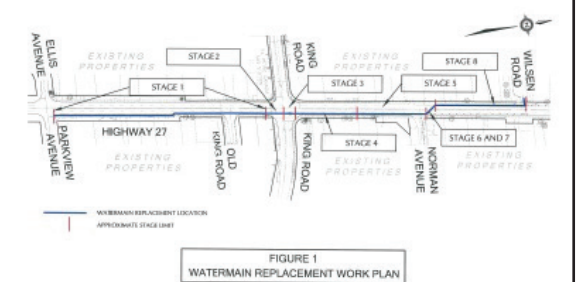 ELLIS
AVENUE
EXISTING
PROPERTIES
STAGE 2
KING
ROAD
EXISTING
PROPERTIES
STAGE 8
WILSEN
ROAD
STAGE 1
STAGE 3
STAGE 5
PARKVIEW
AVENUE
HIGHWAY 27
EXISTING
PROPERTIES
OLD
KING ROAD
KING ROAD
STAGE 4
EXISTING
PROPERTIES
NORMAN
AVENUE
STAGE 6 AND 7
EXISTING
PROPERTIES
WATERMAIN REPLACEMENT LOCATION
APPROXIMATE STAGE LIMIT
FIGURE 1
WATERMAIN REPLACEMENT WORK PLAN